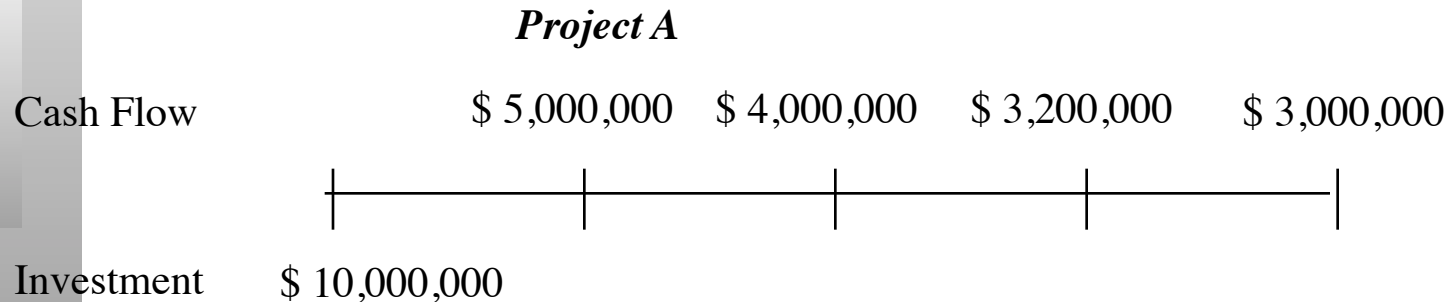 Project A
Cash Flow $ 5,000,000 $ 4,000,000 $ 3,200,000 $ 3,000,000
Investment $ 10,000,000